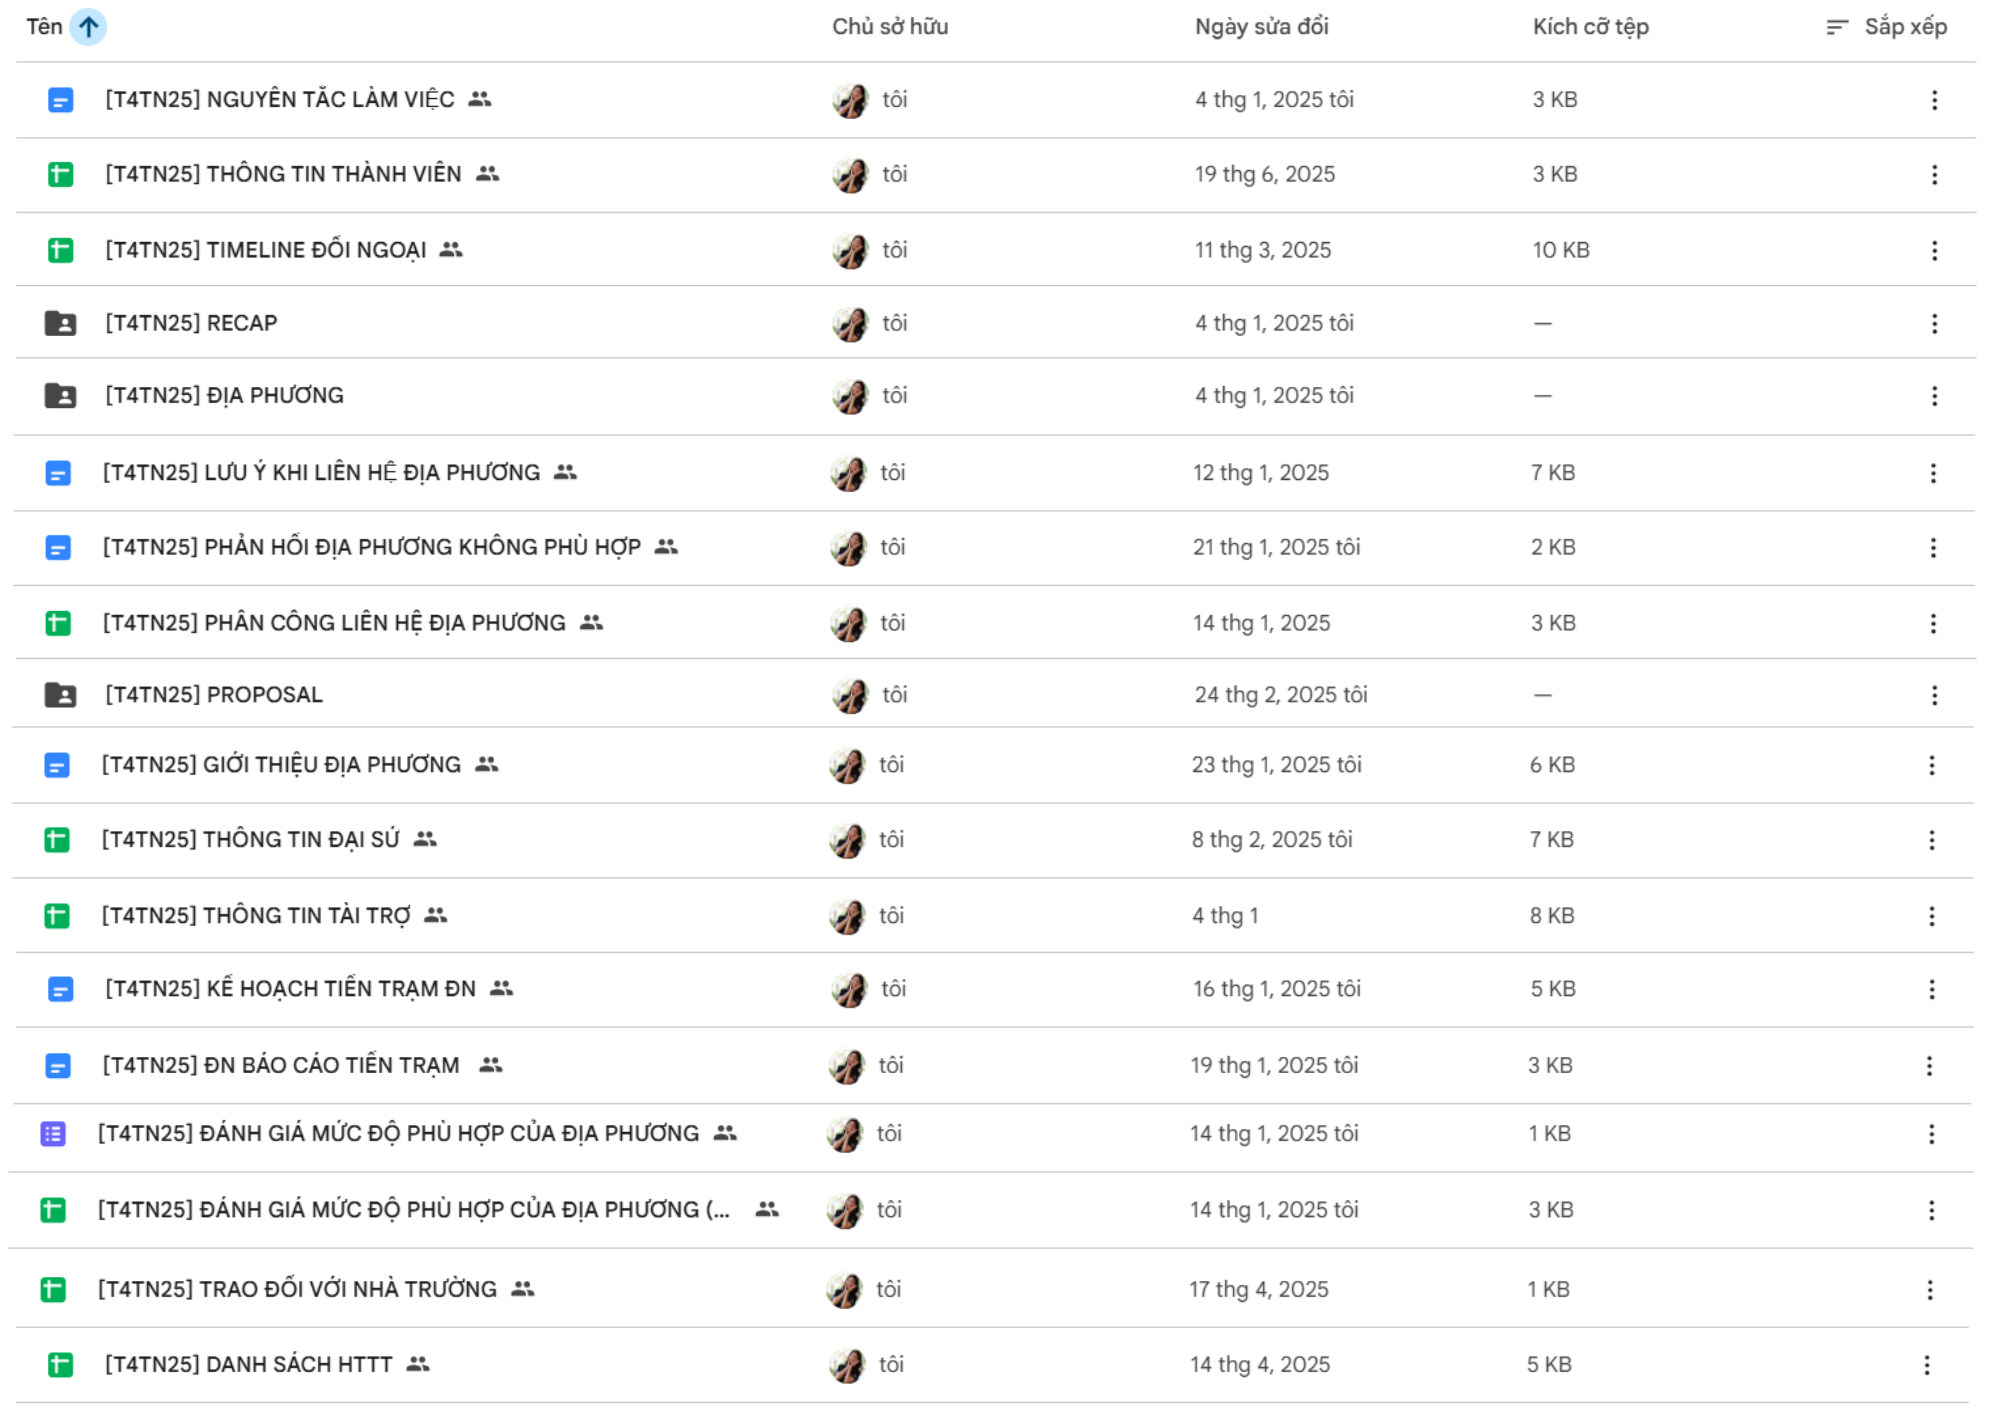 Tên Chủ sở hữu Ngày sửa đổi Kích cỡ tệp Sắp xếp
[T4TN25] NGUYÊN TẮC LÀM VIỆC tôi 4 thg 1, 2025 tôi 3 KB
[T4TN25] THÔNG TIN THÀNH VIÊN tôi 19 thg 6, 2025 3 KB
[T4TN25] TIMELINE ĐỐI NGOẠI tôi 11 thg 3, 2025 10 KB
[T4TN25] RECAP tôi 4 thg 1, 2025 tôi —
[T4TN25] ĐỊA PHƯƠNG tôi 4 thg 1, 2025 tôi —
[T4TN25] LƯU Ý KHI LIÊN HỆ ĐỊA PHƯƠNG tôi 12 thg 1, 2025 7 KB
[T4TN25] PHẢN HỒI ĐỊA PHƯƠNG KHÔNG PHÙ HỢP tôi 21 thg 1, 2025 tôi 2 KB
[T4TN25] PHÂN CÔNG LIÊN HỆ ĐỊA PHƯƠNG tôi 14 thg 1, 2025 3 KB
[T4TN25] PROPOSAL tôi 24 thg 2, 2025 tôi —
[T4TN25] GIỚI THIỆU ĐỊA PHƯƠNG tôi 23 thg 1, 2025 tôi 6 KB
[T4TN25] THÔNG TIN ĐẠI SỨ tôi 8 thg 2, 2025 tôi 7 KB
[T4TN25] THÔNG TIN TÀI TRỢ tôi 4 thg 1 8 KB
[T4TN25] KẾ HOẠCH TIỀN TRẠM ĐN tôi 16 thg 1, 2025 tôi 5 KB
[T4TN25] ĐN BÁO CÁO TIỀN TRẠM tôi 19 thg 1, 2025 tôi 3 KB
[T4TN25] ĐÁNH GIÁ MỨC ĐỘ PHÙ HỢP CỦA ĐỊA PHƯƠNG tôi 14 thg 1, 2025 tôi 1 KB
[T4TN25] ĐÁNH GIÁ MỨC ĐỘ PHÙ HỢP CỦA ĐỊA PHƯƠNG (... tôi 14 thg 1, 2025 tôi 3 KB
[T4TN25] TRAO ĐỔI VỚI NHÀ TRƯỜNG tôi 17 thg 4, 2025 1 KB
[T4TN25] DANH SÁCH HTTT tôi 14 thg 4, 2025 5 KB